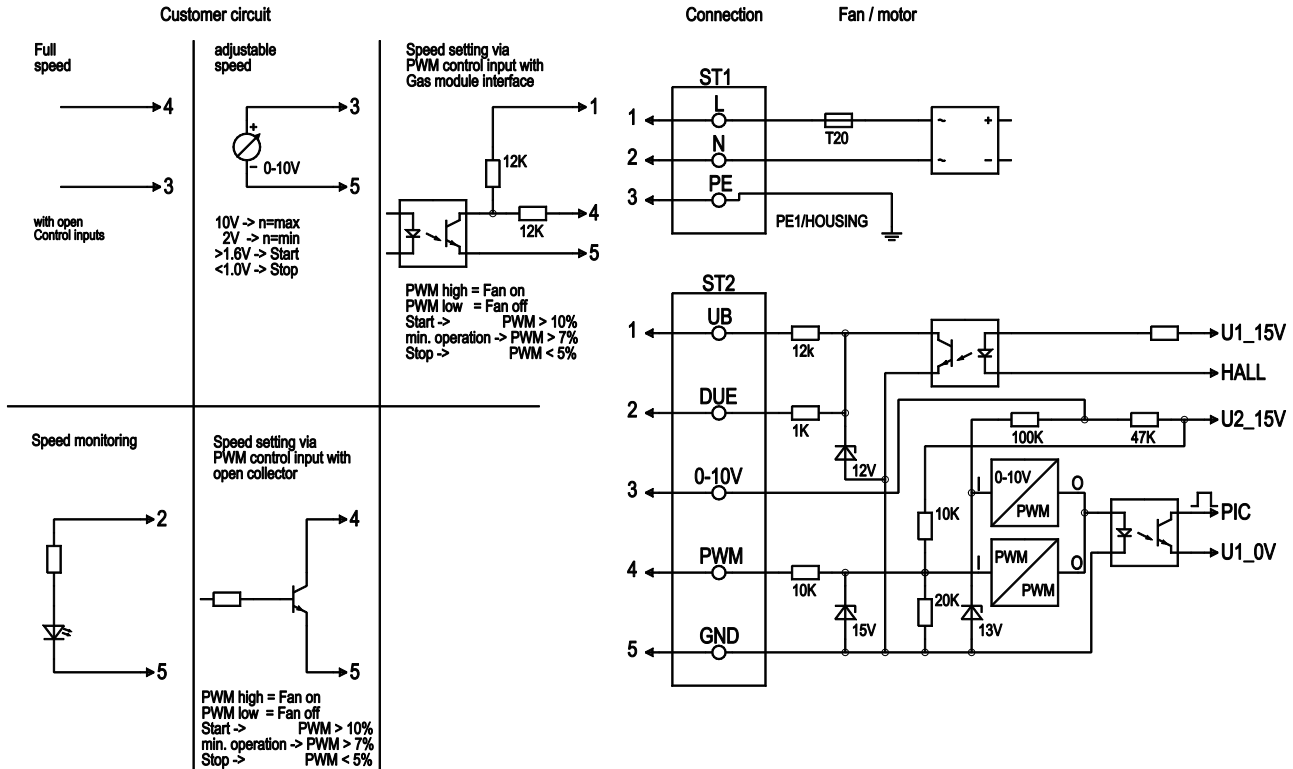 Customer circuit
Connection
Fan / motor
Full
speed
4
3
with open
Control inputs
adjustable
speed
3
+
–
0-10V
5
10V -> n=max
2V -> n=min
>1.6V -> Start
<1.0V -> Stop
Speed setting via
PWM control input with
Gas module interface
1
12K
4
12K
5
PWM high = Fan on
PWM low = Fan off
Start -> PWM > 10%
min. operation -> PWM > 7%
Stop -> PWM < 5%
Speed monitoring
2
5
Speed setting via
PWM control input with
open collector
4
5
PWM high = Fan on
PWM low = Fan off
Start -> PWM > 10%
min. operation -> PWM > 7%
Stop -> PWM < 5%
ST1
1
L
T20
~
+
2
N
~
–
3
PE
PE1/HOUSING
ST2
1
UB
12k
U1_15V
HALL
2
DUE
1K
100K
47K
U2_15V
12V
3
0-10V
I
0-10V
PWM
O
10K
PIC
4
PWM
10K
I
PWM
PWM
O
U1_0V
20K
15V
13V
5
GND